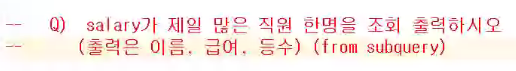 -- Q) salary가 제일 많은 직원 한명을 조회 출력하시오
-- (출력은 이름, 급여, 등수) (from subquery)